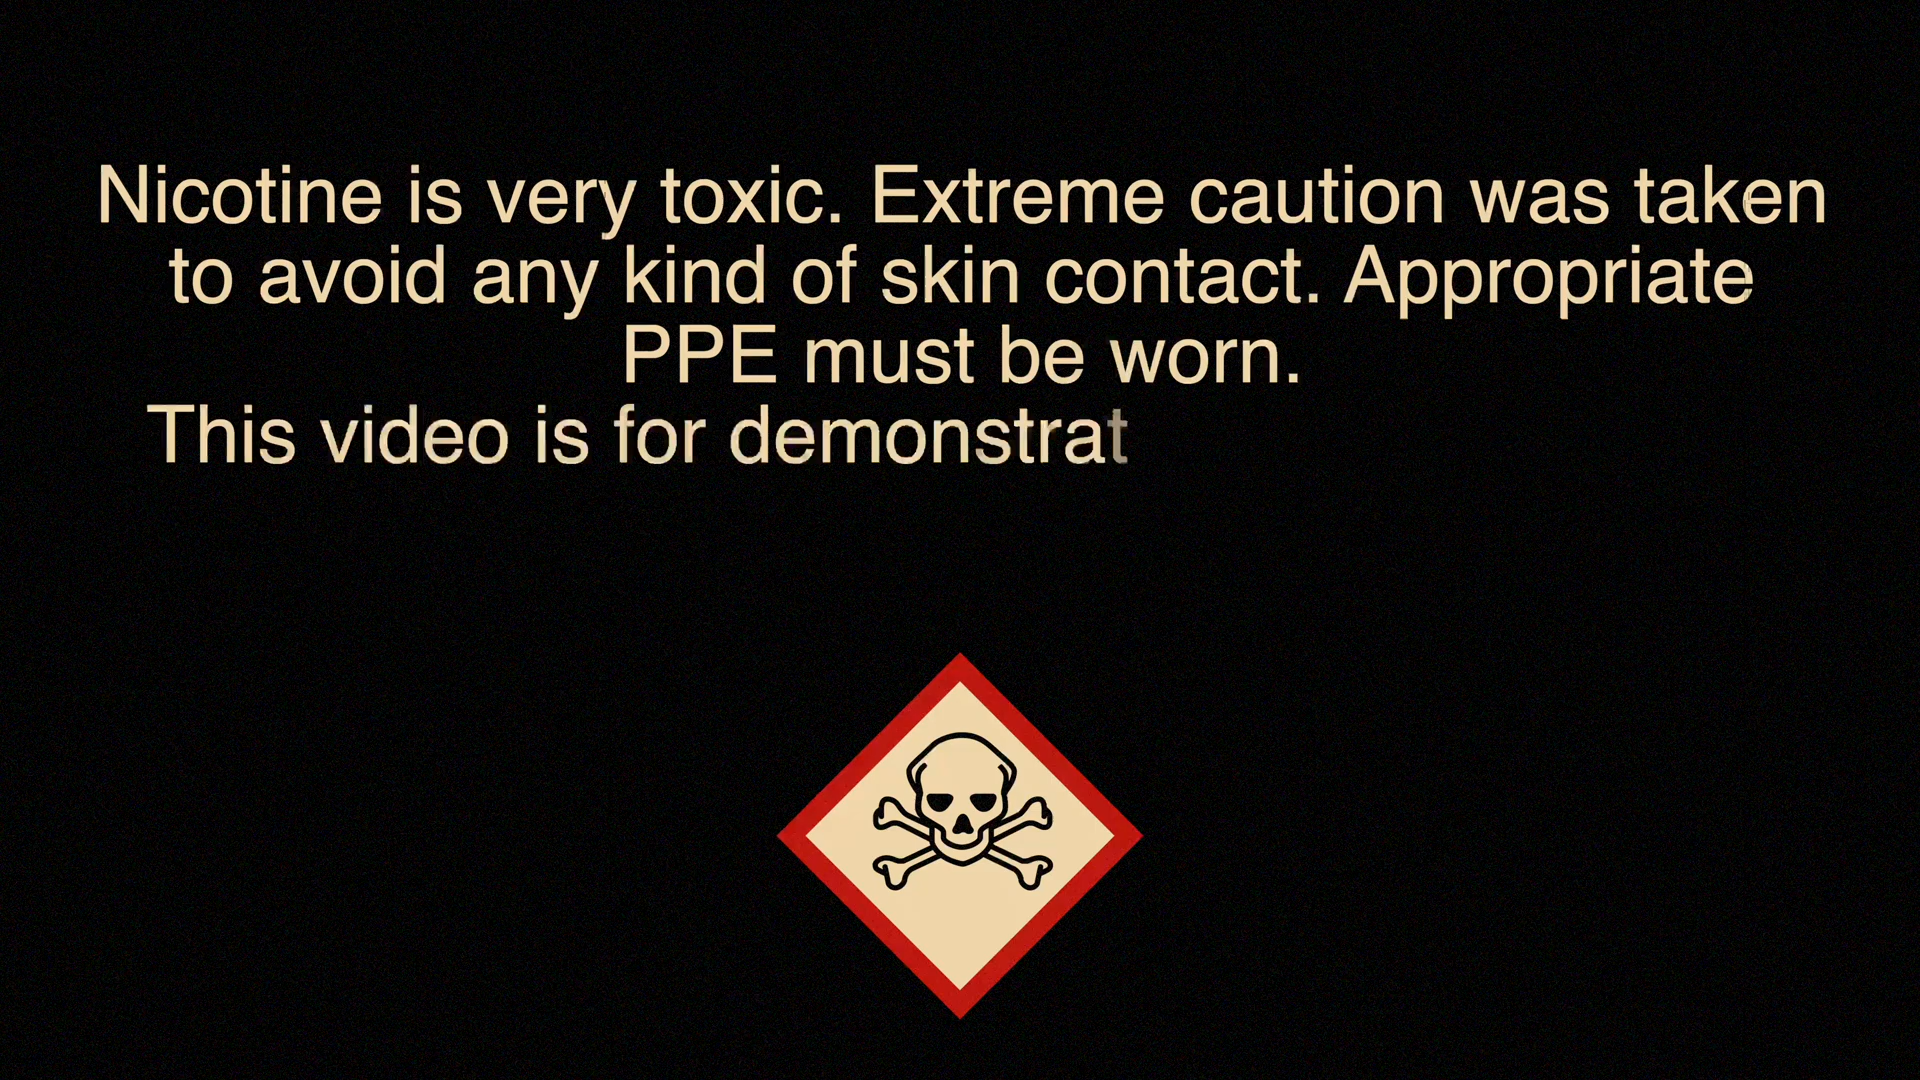 Nicotine is very toxic. Extreme caution was taken
to avoid any kind of skin contact. Appropriate
PPE must be worn.
This video is for demonstrat